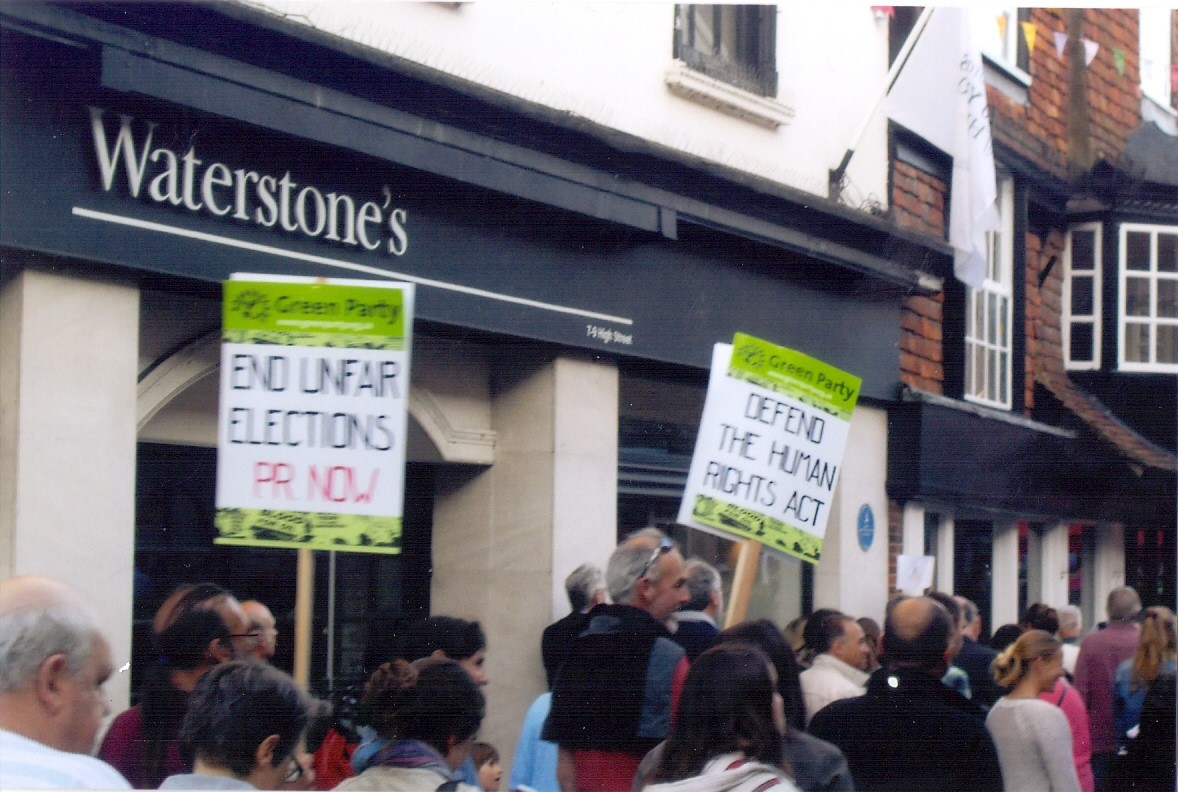 Waterstone's
7-9 High Street
Green Party
END UNFAIR
ELECTIONS
PR NOW
Green Party
DEFEND
THE HUMAN
RIGHTS ACT